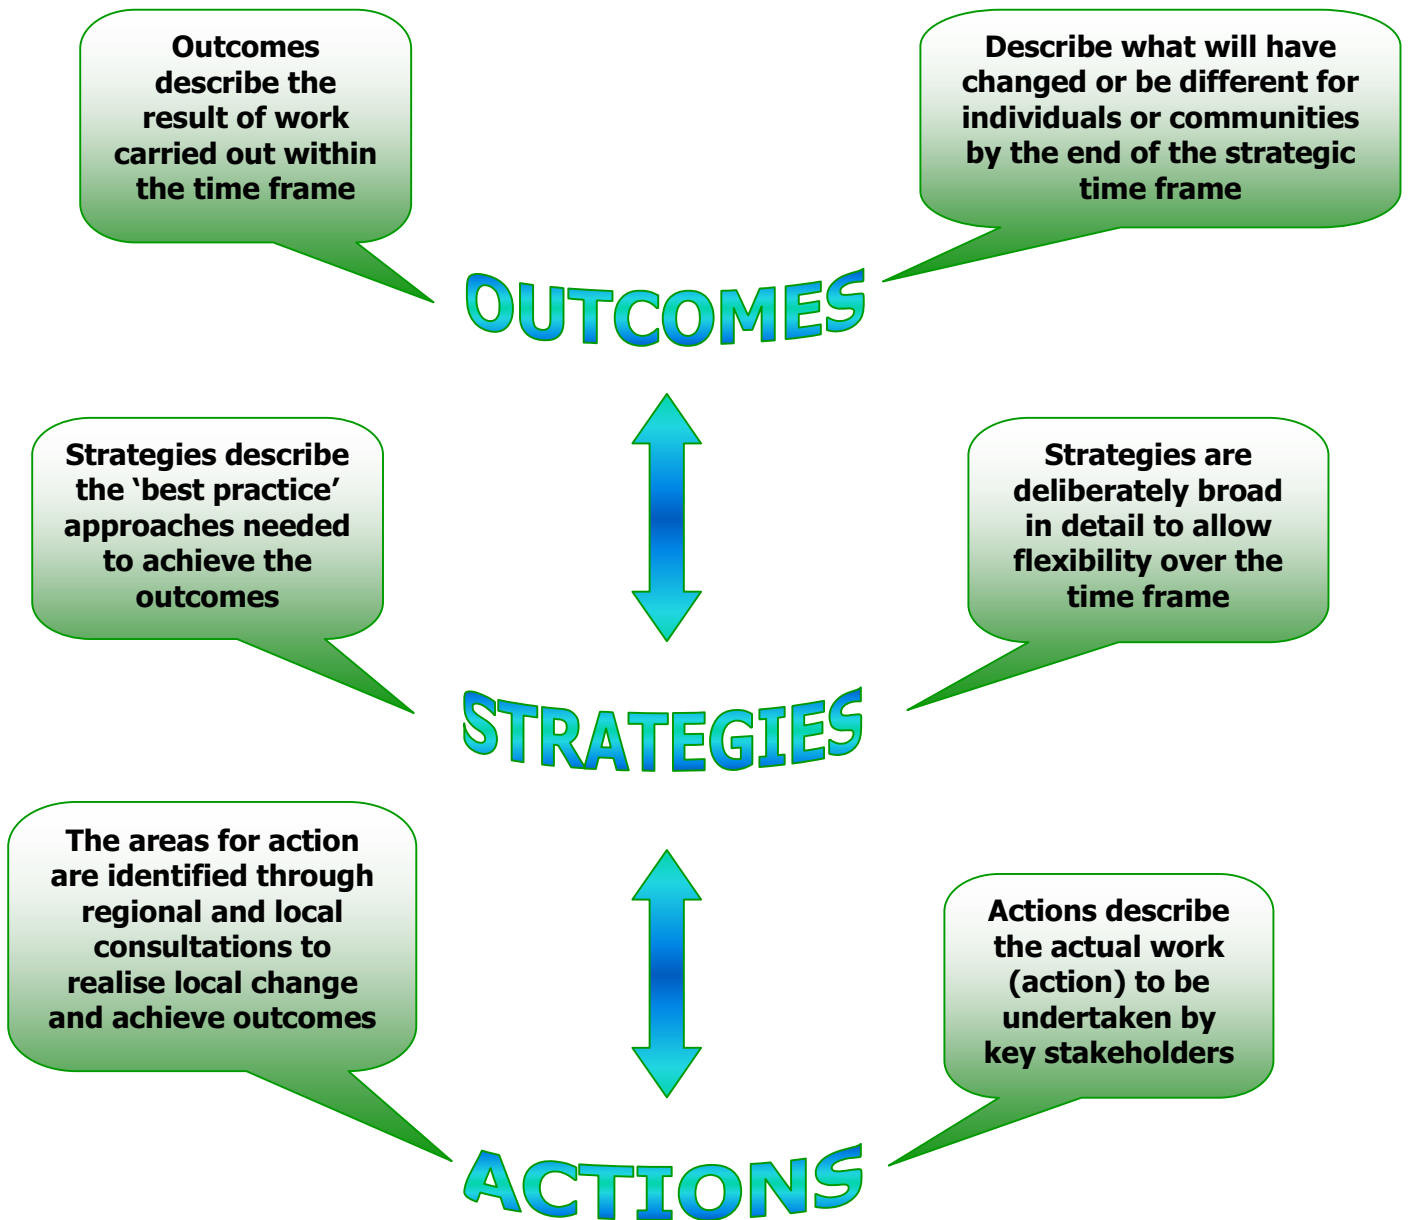 Outcomes
describe the
result of work
carried out within
the time frame
Describe what will have
changed or be different for
individuals or communities
by the end of the strategic
time frame
OUTCOMES
Strategies describe
the ‘best practice’
approaches needed
to achieve the
outcomes
Strategies are
deliberately broad
in detail to allow
flexibility over the
time frame
STRATEGIES
The areas for action
are identified through
regional and local
consultations to
realise local change
and achieve outcomes
Actions describe
the actual work
(action) to be
undertaken by
key stakeholders
ACTIONS